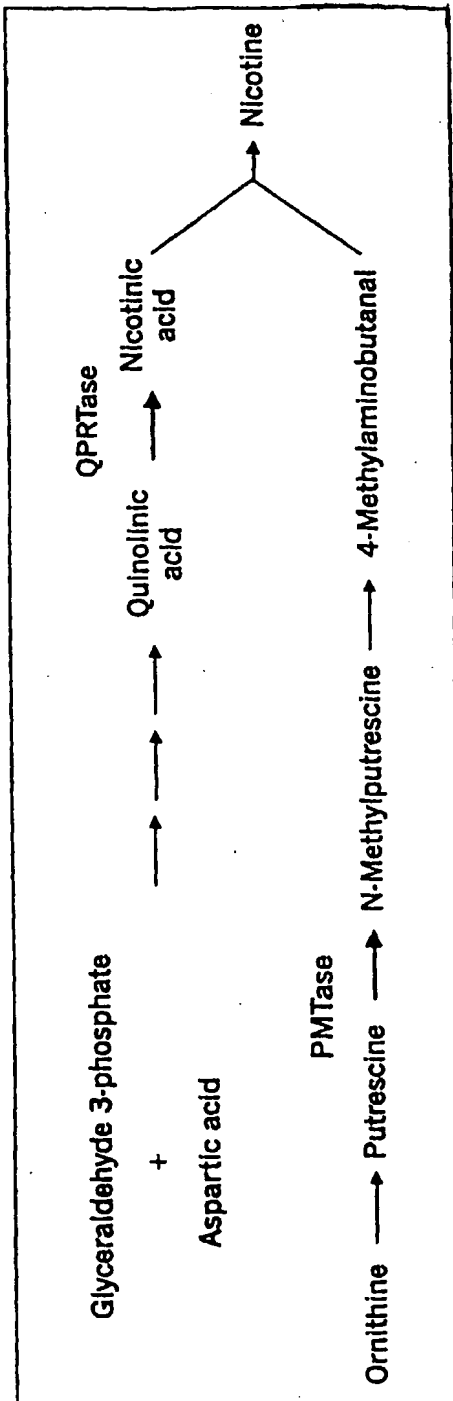 Glyceraldehyde 3-phosphate
+
Aspartic acid
Quinolinic
acid
QPRTase
Nicotinic
acid
Nicotine
Ornithine
Putrescine
PMTase
N-Methylputrescine
4-Methylaminobutanal